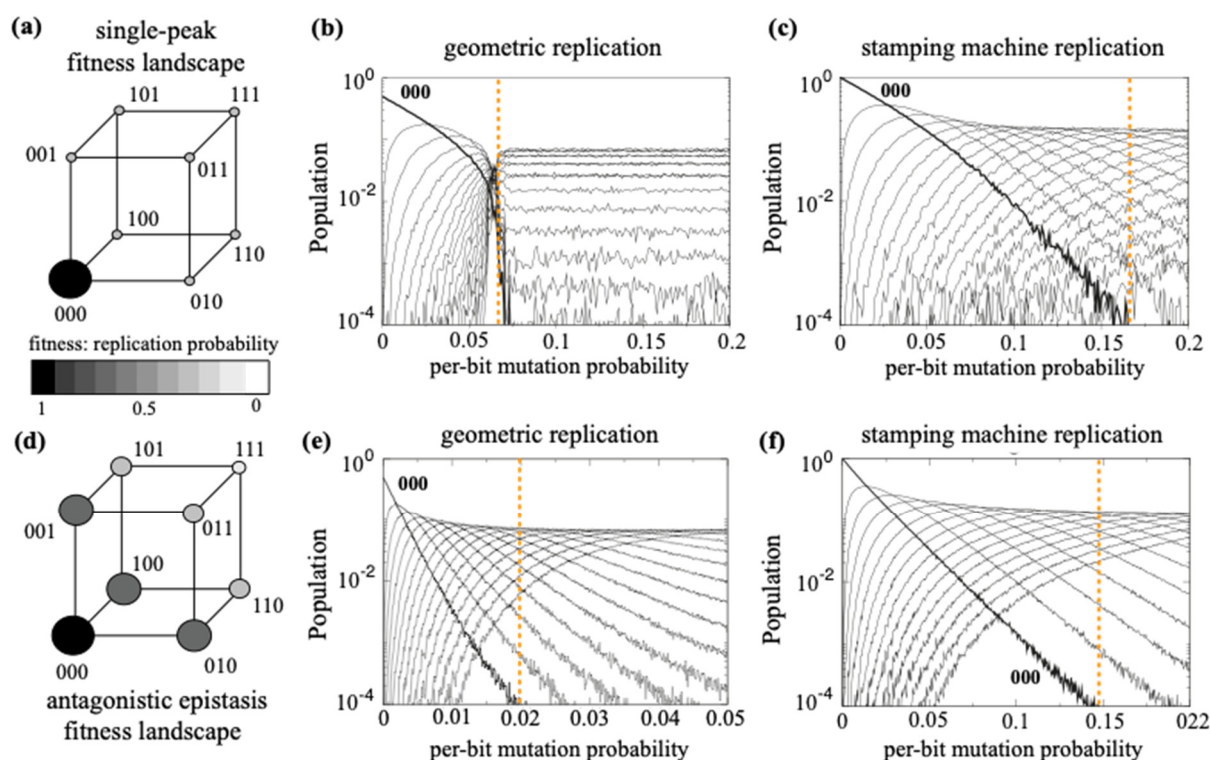 (a)
single-peak
fitness landscape
101
111
001
011
100
110
000
010
fitness: replication probability
1
0.5
0
(b)
geometric replication
10^0
000
Population
10^-2
10^-4
0
0.05
0.1
0.15
0.2
per-bit mutation probability
(c)
stamping machine replication
10^0
000
Population
10^-2
10^-4
0
0.05
0.1
0.15
0.2
per-bit mutation probability
(d)
101
111
001
011
100
110
000
010
antagonistic epistasis
fitness landscape
(e)
geometric replication
10^0
000
Population
10^-2
10^-4
0
0.01
0.02
0.03
0.04
0.05
per-bit mutation probability
(f)
stamping machine replication
10^0
Population
10^-2
000
10^-4
0
0.05
0.1
0.15
022
per-bit mutation probability